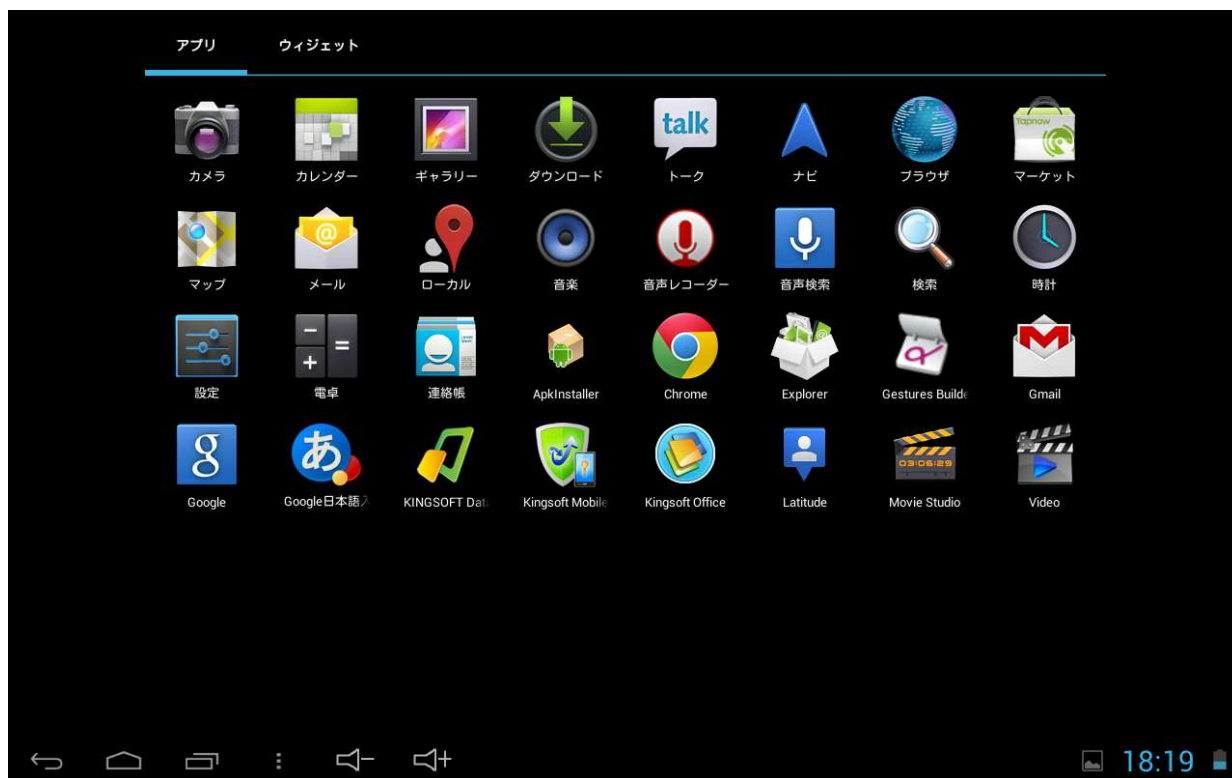 アプリ ウィジェット
talk
Tapnow
カメラ カレンダー ギャラリー ダウンロード トーク ナビ ブラウザ マーケット
@
マップ メール ローカル 音楽 音声レコーダー 音声検索 検索 時計
設定 電卓 連絡帳 ApkInstaller Chrome Explorer Gestures Builde Gmail
g あ 03:06:29
Google Google日本語入 KINGSOFT Dat Kingsoft Mobile Kingsoft Office Latitude Movie Studio Video
18:19